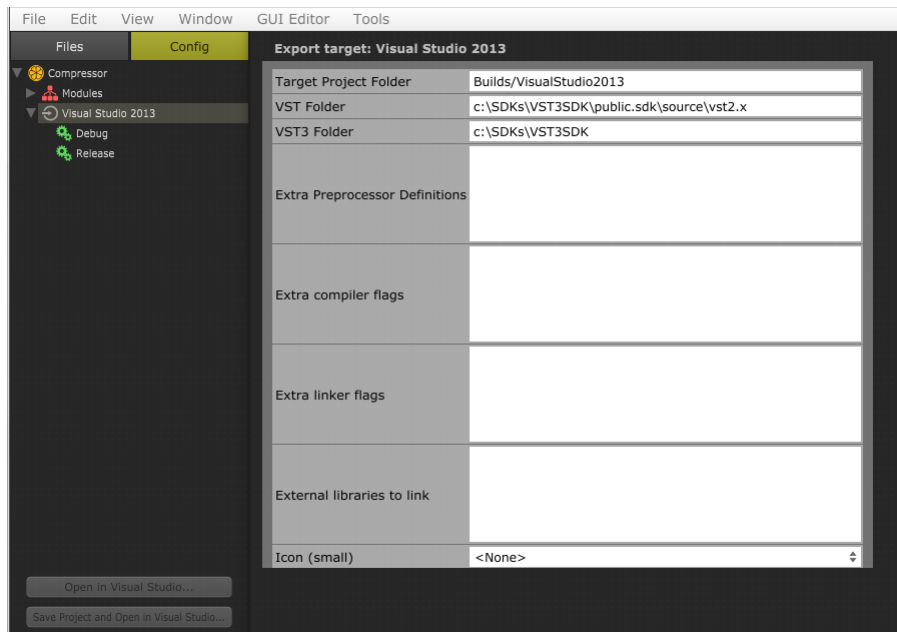 File Edit View Window GUI Editor Tools
Files Config
Compressor
Modules
Visual Studio 2013
Debug
Release
Open in Visual Studio...
Save Project and Open in Visual Studio...
Export target: Visual Studio 2013
Target Project Folder Builds/VisualStudio2013
VST Folder c:\SDKs\VST3SDK\public.sdk\source\vst2.x
VST3 Folder c:\SDKs\VST3SDK
Extra Preprocessor Definitions
Extra compiler flags
Extra linker flags
External libraries to link
Icon (small) <None>